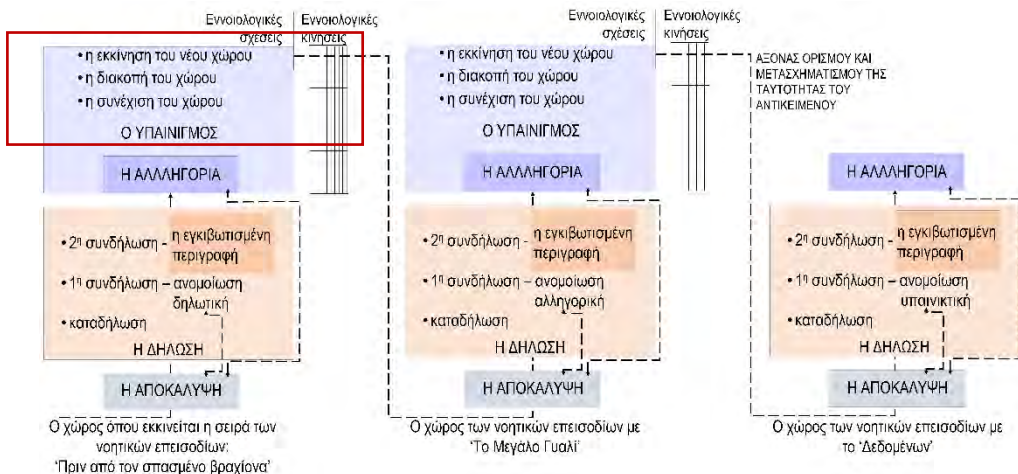 Εννοιολογικές
σχέσεις
Εννοιολογικές
κινήσεις
• η εκκίνηση του νέου χώρου
• η διακοπή του χώρου
• η συνέχιση του χώρου
Ο ΥΠΑΙΝΙΓΜΟΣ
Η ΑΛΛΛΗΓΟΡΙΑ
• 2η συνδήλωση - η εγκιβωτισμένη
περιγραφή
• 1η συνδήλωση – ανομοίωση
δηλωτική
• καταδήλωση
Η ΔΗΛΩΣΗ
Η ΑΠΟΚΑΛΥΨΗ
Ο χώρος όπου εκκινείται η σειρά των
νοητικών επεισοδίων:
'Πριν από τον σπασμένο βραχίονα'
Εννοιολογικές
σχέσεις
Εννοιολογικές
κινήσεις
• η εκκίνηση του νέου χώρου
• η διακοπή του χώρου
• η συνέχιση του χώρου
Ο ΥΠΑΙΝΙΓΜΟΣ
Η ΑΛΛΛΗΓΟΡΙΑ
• 2η συνδήλωση - η εγκιβωτισμένη
περιγραφή
• 1η συνδήλωση – ανομοίωση
αλληγορική
• καταδήλωση
Η ΔΗΛΩΣΗ
Η ΑΠΟΚΑΛΥΨΗ
Ο χώρος των νοητικών επεισοδίων με
'Το Μεγάλο Γυαλί'
ΑΞΟΝΑΣ ΟΡΙΣΜΟΥ ΚΑΙ
ΜΕΤΑΣΧΗΜΑΤΙΣΜΟΥ ΤΗΣ
ΤΑΥΤΟΤΗΤΑΣ ΤΟΥ
ΑΝΤΙΚΕΙΜΕΝΟΥ
Η ΑΛΛΛΗΓΟΡΙΑ
• 2η συνδήλωση - η εγκιβωτισμένη
περιγραφή
• 1η συνδήλωση – ανομοίωση
υπαινικτική
• καταδήλωση
Η ΔΗΛΩΣΗ
Η ΑΠΟΚΑΛΥΨΗ
Ο χώρος των νοητικών επεισοδίων με
το 'Δεδομένων'